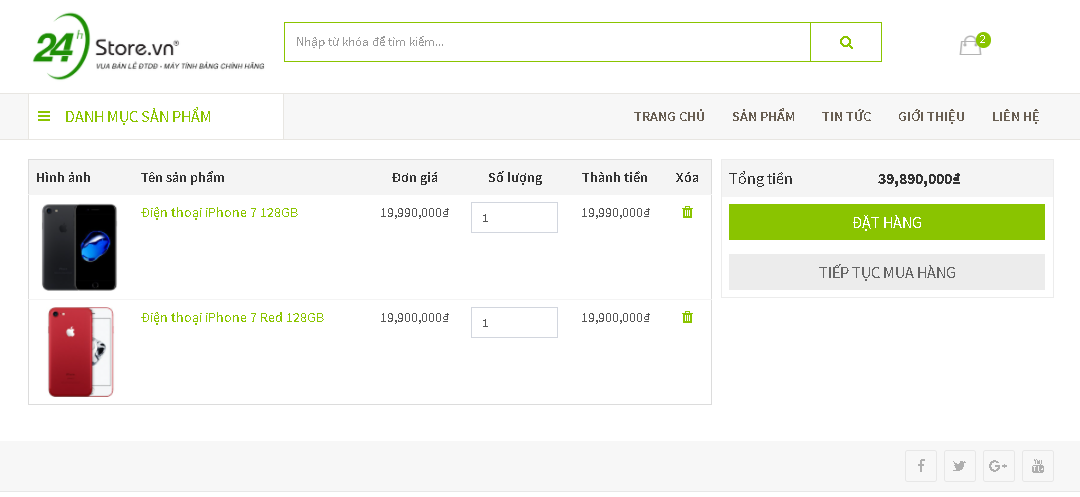 24h Store.vn®
VUA BÁN LẺ ĐTDĐ - MÁY TÍNH BẢNG CHÍNH HÃNG
Nhập từ khóa để tìm kiếm...
2
DANH MỤC SẢN PHẨM
TRANG CHỦ SẢN PHẨM TIN TỨC GIỚI THIỆU LIÊN HỆ
Hình ảnh Tên sản phẩm Đơn giá Số lượng Thành tiền Xóa
Điện thoại iPhone 7 128GB 19,990,000₫ 1 19,990,000₫
Điện thoại iPhone 7 Red 128GB 19,900,000₫ 1 19,900,000₫
Tổng tiền 39,890,000₫
ĐẶT HÀNG
TIẾP TỤC MUA HÀNG